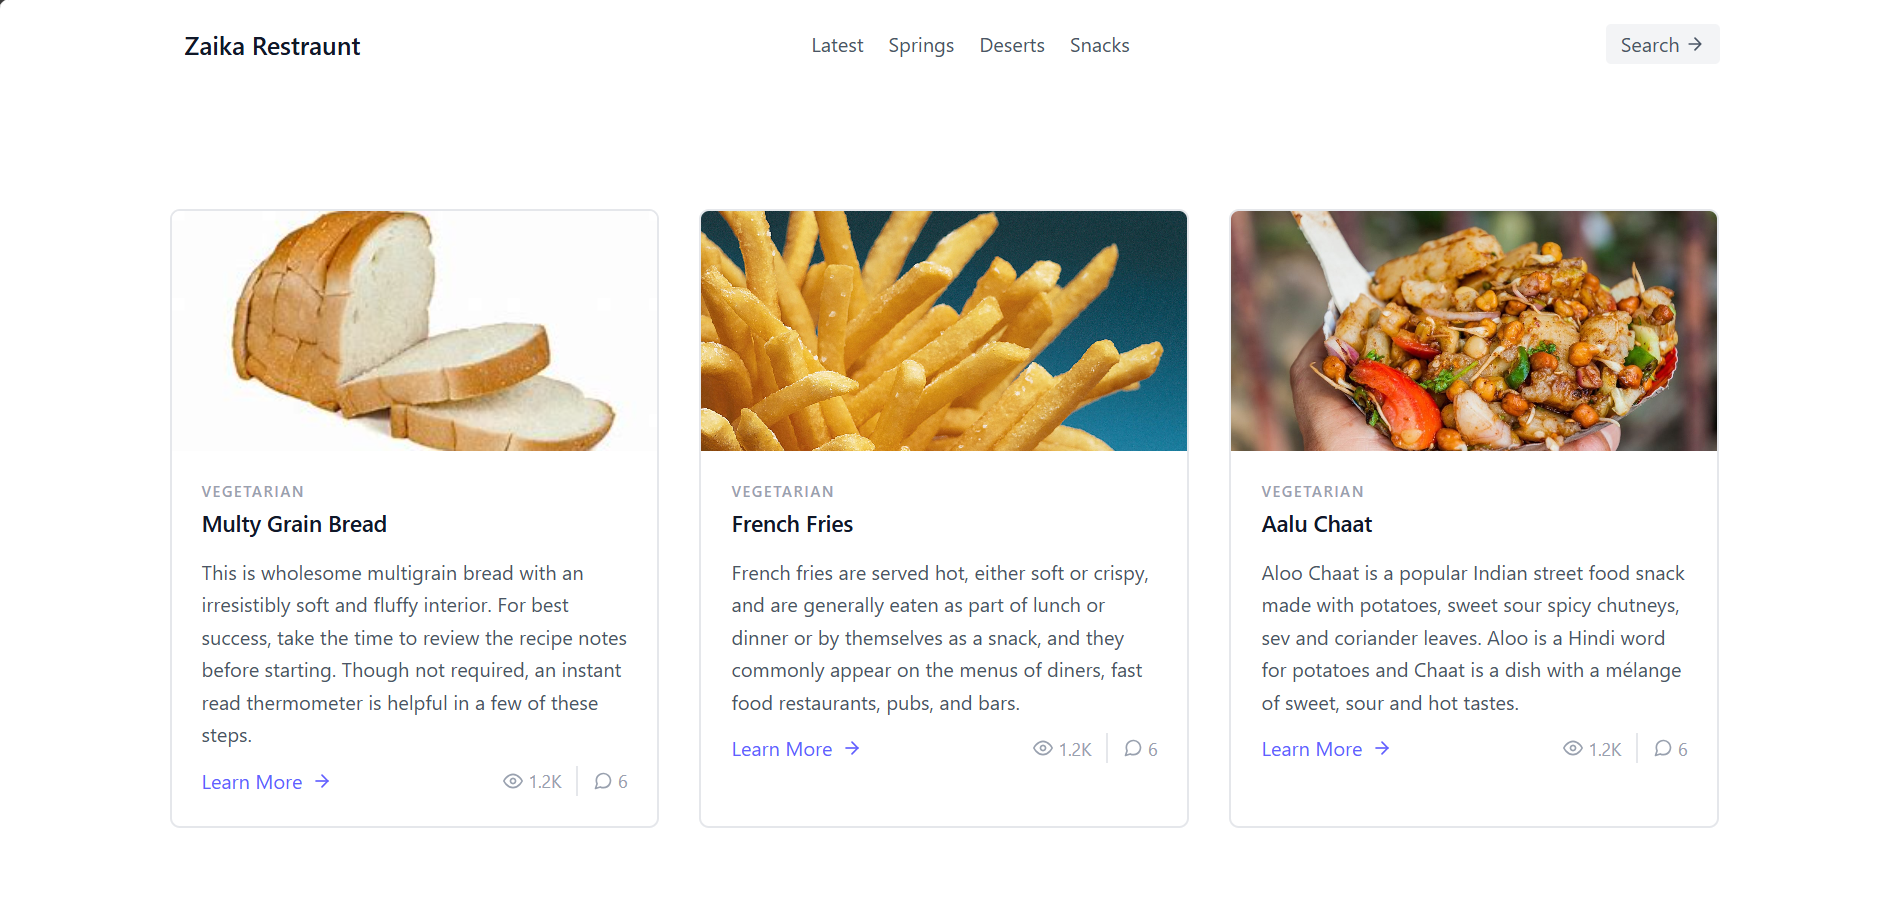 Zaika Restraunt
Latest Springs Deserts Snacks
Search
VEGETARIAN
Multy Grain Bread
This is wholesome multigrain bread with an
irresistibly soft and fluffy interior. For best
success, take the time to review the recipe notes
before starting. Though not required, an instant
read thermometer is helpful in a few of these
steps.
Learn More
1.2K 6
VEGETARIAN
French Fries
French fries are served hot, either soft or crispy,
and are generally eaten as part of lunch or
dinner or by themselves as a snack, and they
commonly appear on the menus of diners, fast
food restaurants, pubs, and bars.
Learn More
1.2K 6
VEGETARIAN
Aalu Chaat
Aloo Chaat is a popular Indian street food snack
made with potatoes, sweet sour spicy chutneys,
sev and coriander leaves. Aloo is a Hindi word
for potatoes and Chaat is a dish with a mélange
of sweet, sour and hot tastes.
Learn More
1.2K 6